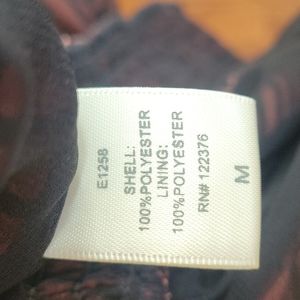 E1258
SHELL:
100%POLYESTER
LINING:
100%POLYESTER
RN# 122376
M